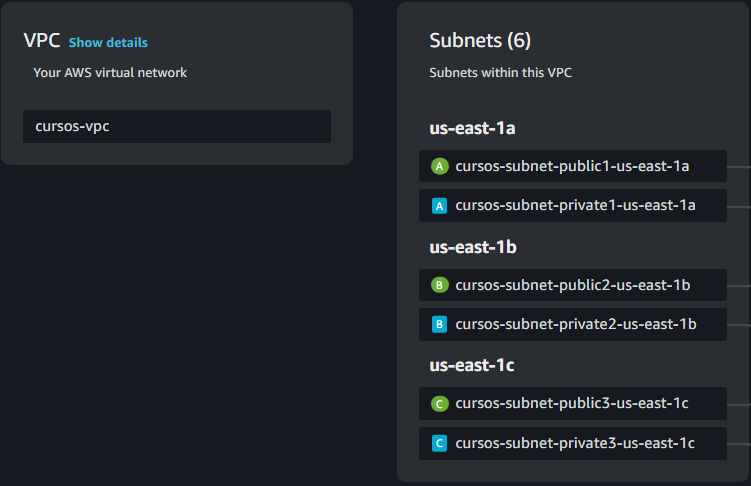 VPC Show details
Your AWS virtual network
cursos-vpc
Subnets (6)
Subnets within this VPC
us-east-1a
A cursos-subnet-public1-us-east-1a
A cursos-subnet-private1-us-east-1a
us-east-1b
B cursos-subnet-public2-us-east-1b
B cursos-subnet-private2-us-east-1b
us-east-1c
C cursos-subnet-public3-us-east-1c
C cursos-subnet-private3-us-east-1c